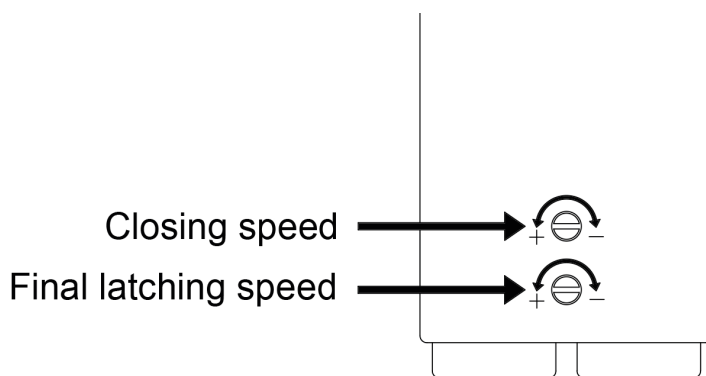 Closing speed
+ −
Final latching speed
+ −